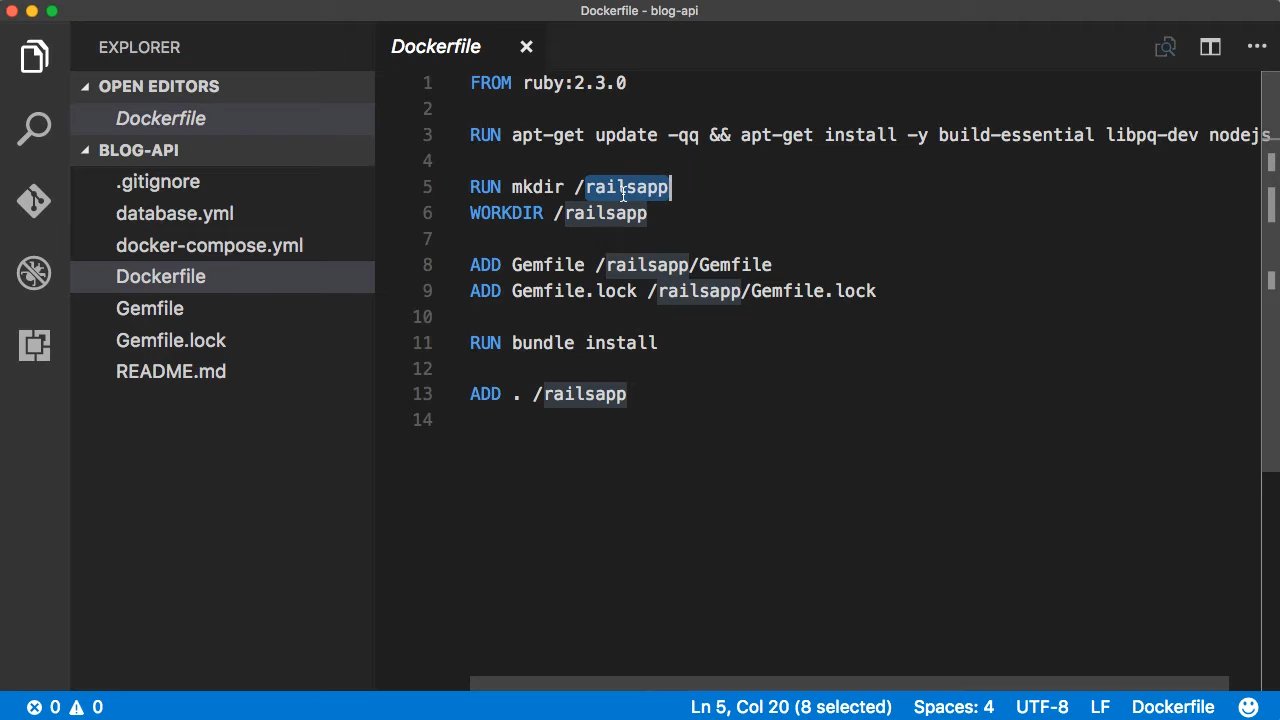 Dockerfile - blog-api
EXPLORER
OPEN EDITORS
Dockerfile
BLOG-API
.gitignore
database.yml
docker-compose.yml
Dockerfile
Gemfile
Gemfile.lock
README.md
Dockerfile
1 FROM ruby:2.3.0
2
3 RUN apt-get update -qq && apt-get install -y build-essential libpq-dev nodejs
4
5 RUN mkdir /railsapp
6 WORKDIR /railsapp
7
8 ADD Gemfile /railsapp/Gemfile
9 ADD Gemfile.lock /railsapp/Gemfile.lock
10
11 RUN bundle install
12
13 ADD . /railsapp
14
0 0 Ln 5, Col 20 (8 selected) Spaces: 4 UTF-8 LF Dockerfile